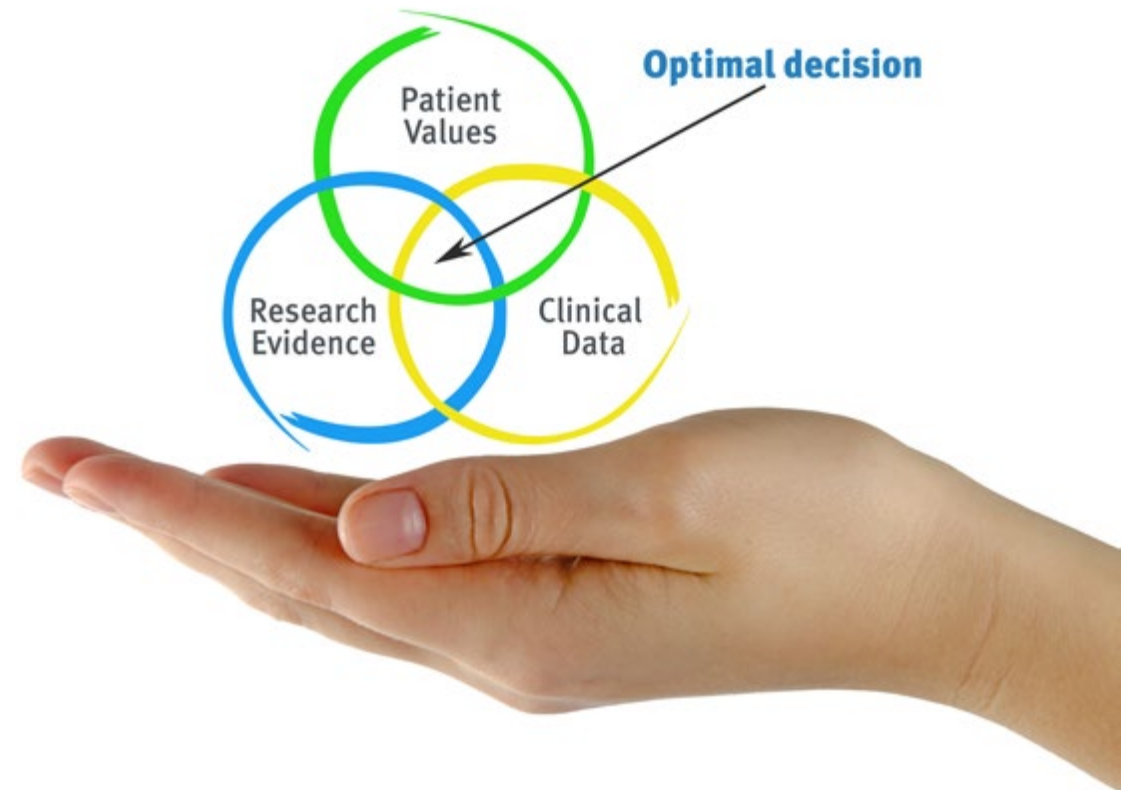 Optimal decision
Patient
Values
Research
Evidence
Clinical
Data